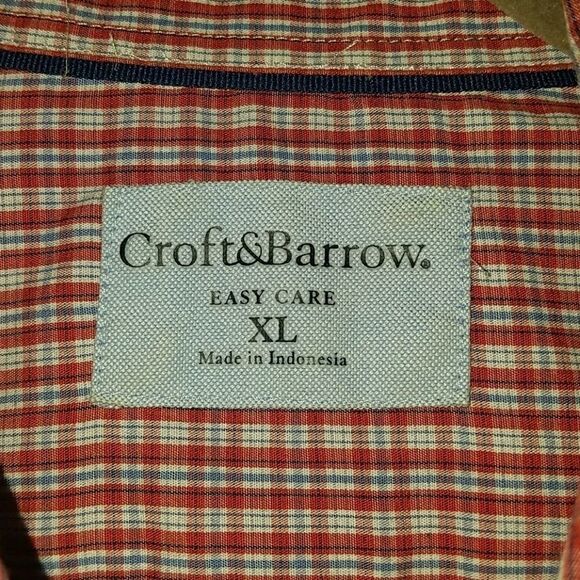 Croft&Barrow®
EASY CARE
XL
Made in Indonesia